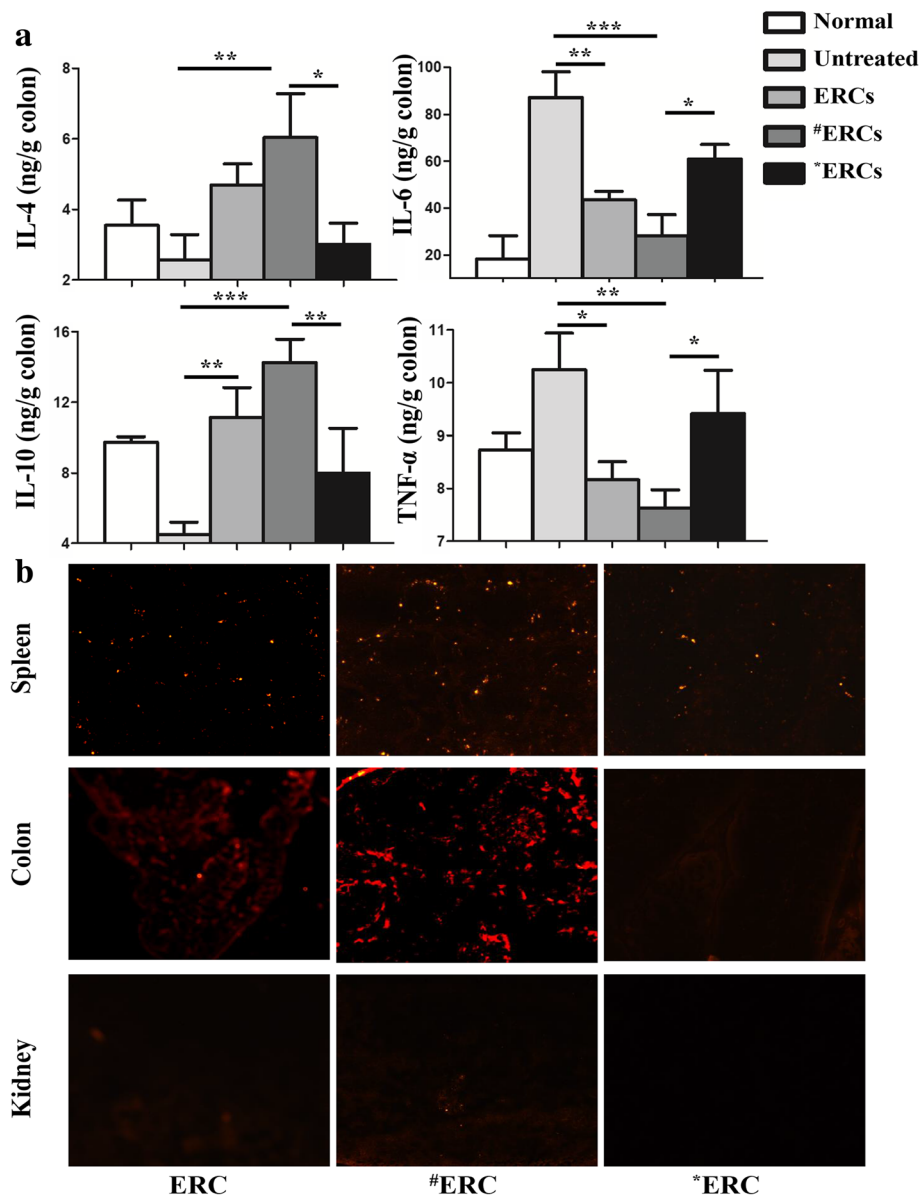 a
Normal
Untreated
ERCs
#ERCs
*ERCs
IL-4 (ng/g colon)
8
6
4
2
**
*
IL-6 (ng/g colon)
100
80
60
40
20
***
**
*
IL-10 (ng/g colon)
16
12
8
4
***
**
**
TNF-α (ng/g colon)
11
10
9
8
7
**
*
*
b
Spleen
Colon
Kidney
ERC
#ERC
*ERC